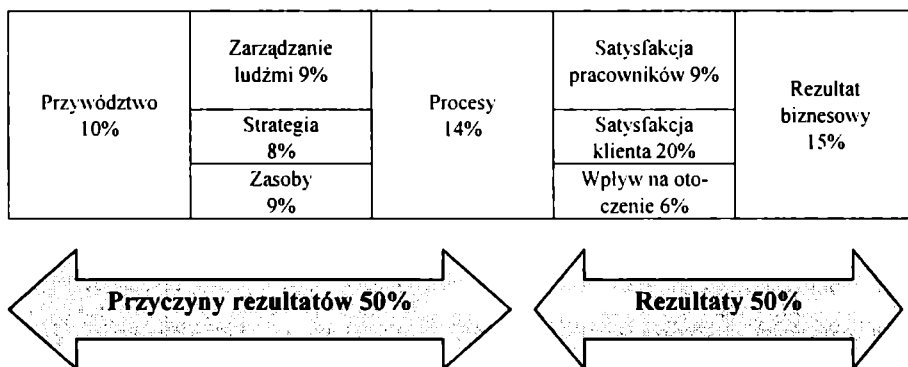 Przywództwo
10%
Zarządzanie
ludźmi 9%
Strategia
8%
Zasoby
9%
Procesy
14%
Satysfakcja
pracowników 9%
Satysfakcja
klienta 20%
Wpływ na oto-
czenie 6%
Rezultat
biznesowy
15%
Przyczyny rezultatów 50%
Rezultaty 50%